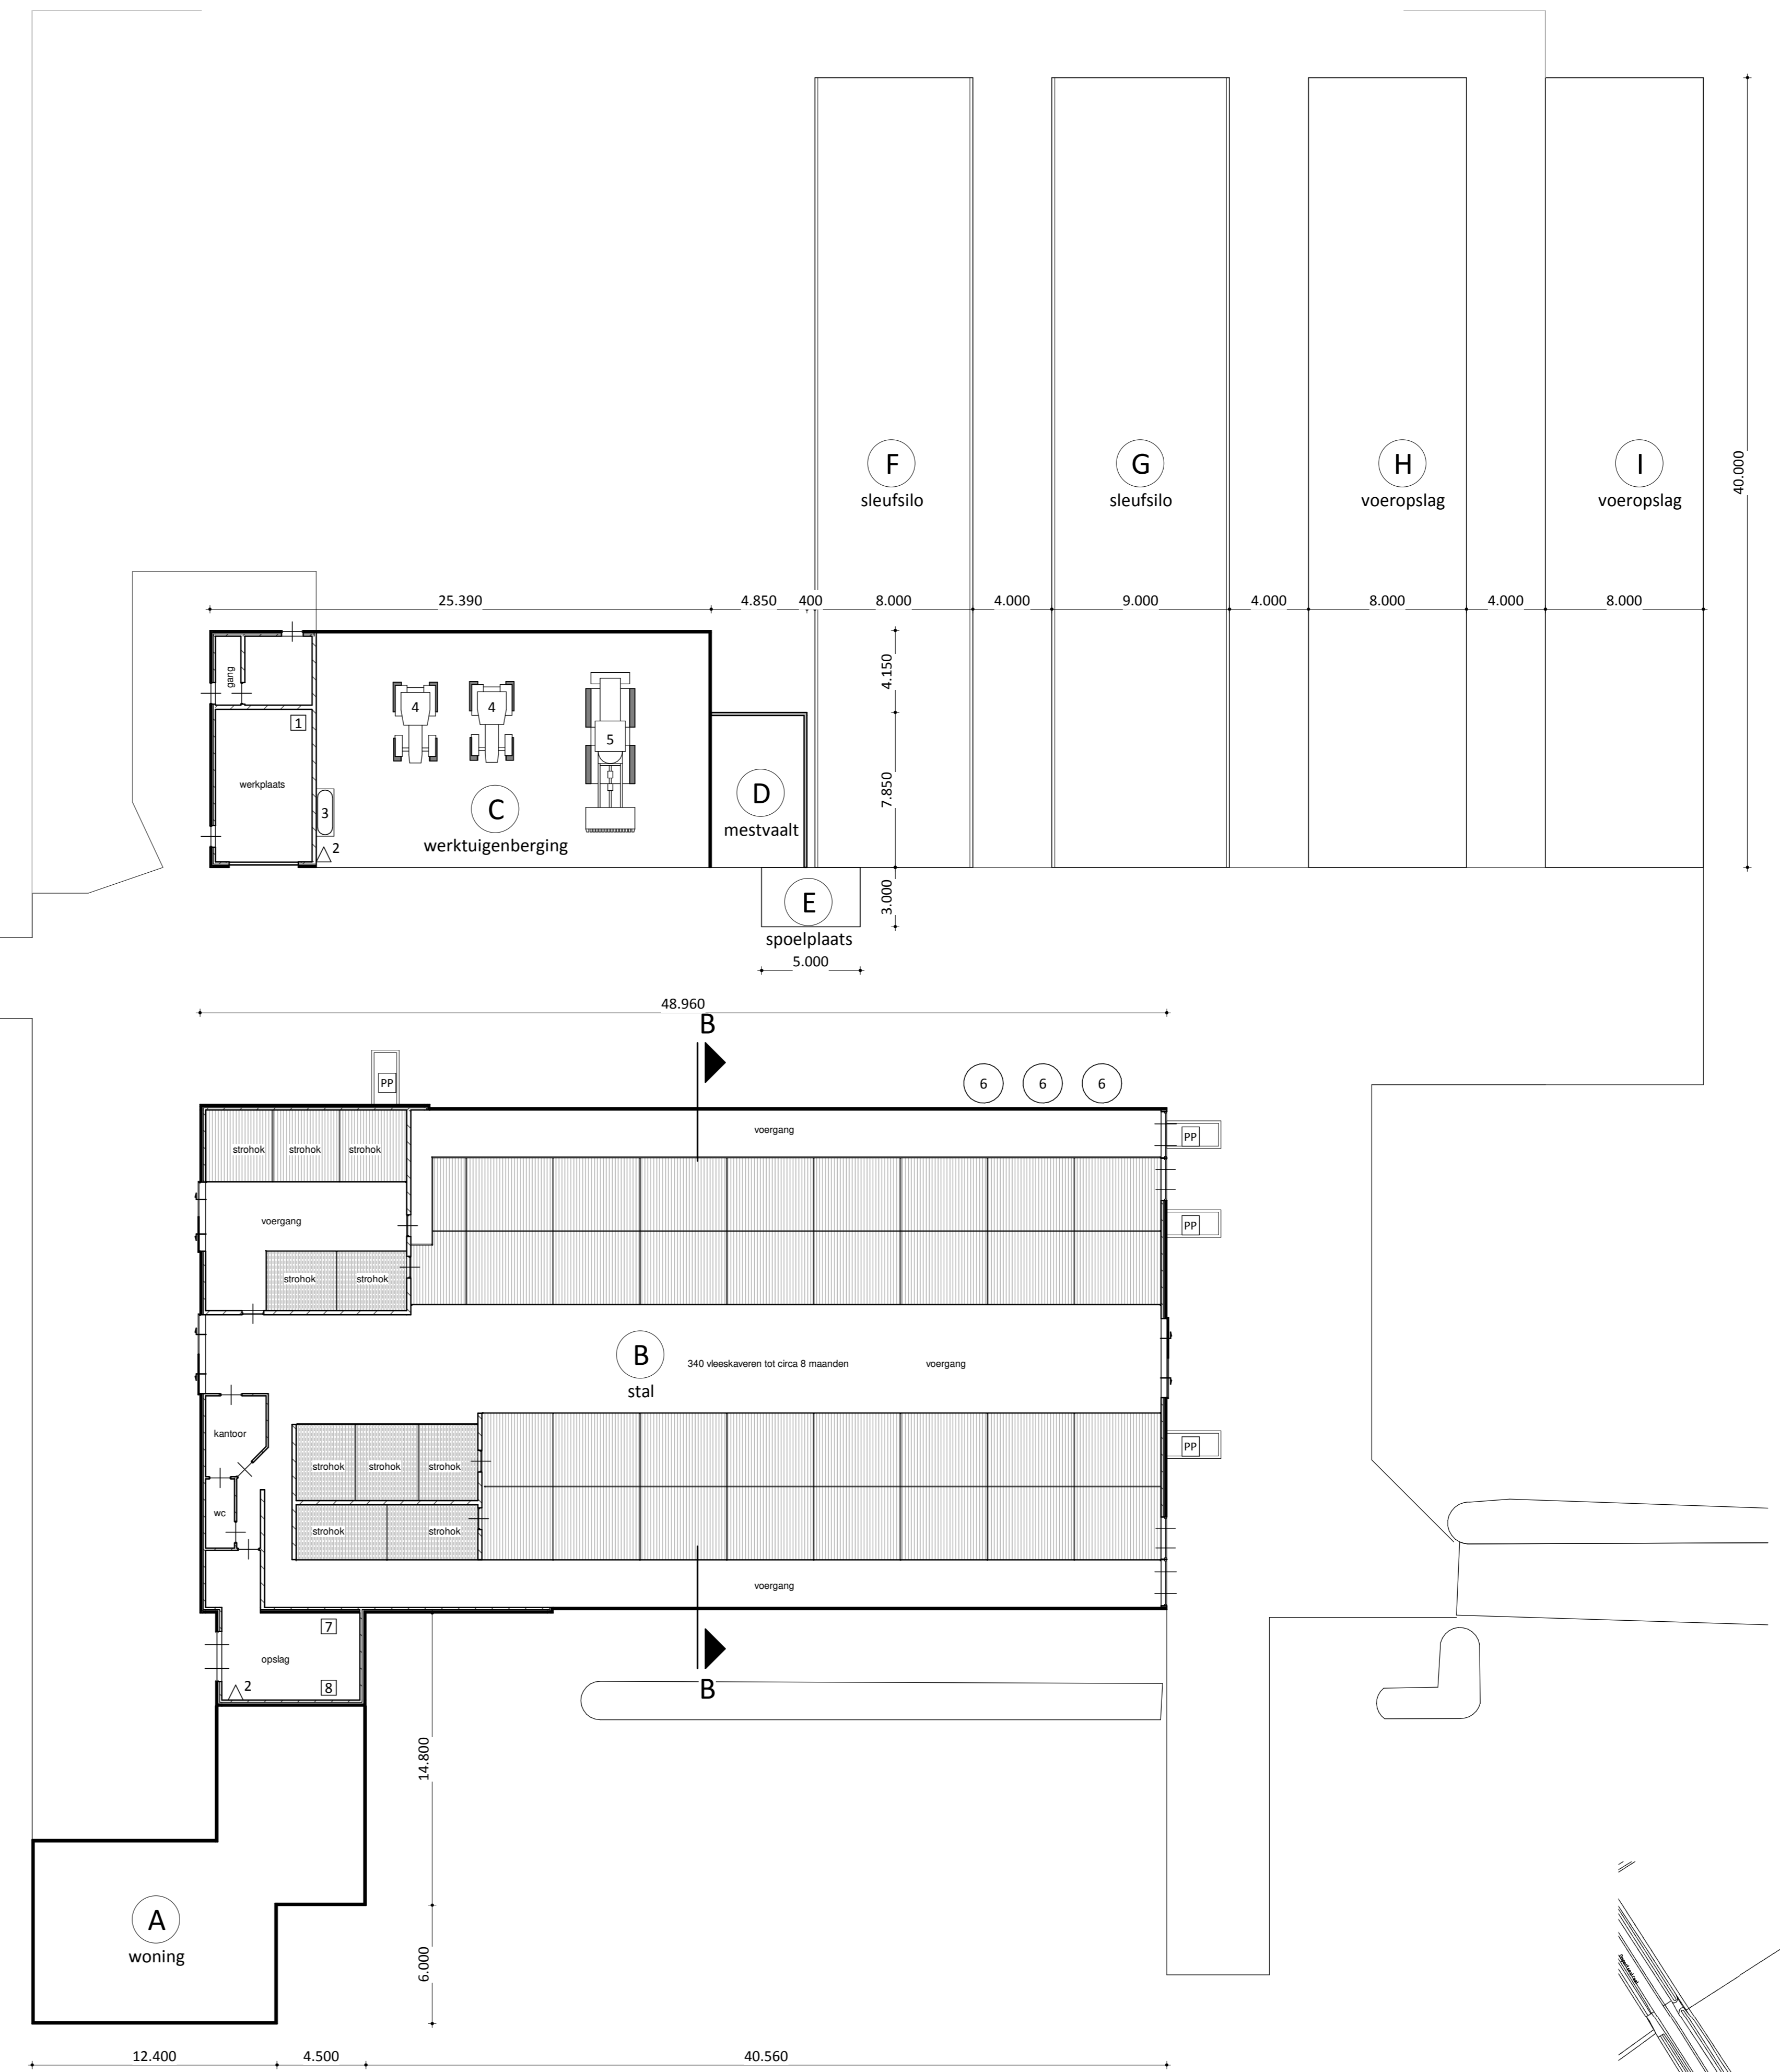 F
sleufsilo
G
sleufsilo
H
voeropslag
I
voeropslag
40.000
25.390
4.850
400
8.000
4.000
9.000
4.000
8.000
4.000
8.000
gang
1
werkplaats
3
2
4
4
5
C
werktuigenberging
4.150
7.850
3.000
D
mestvaalt
E
spoelplaats
5.000
48.960
B
PP
6
6
6
strohok
strohok
strohok
voergang
PP
voergang
PP
strohok
strohok
B
stal
340 vleeskaveren tot circa 8 maanden
voergang
kantoor
PP
strohok
strohok
strohok
wc
strohok
strohok
voergang
7
opslag
2
8
B
14.800
A
woning
6.000
12.400
4.500
40.560